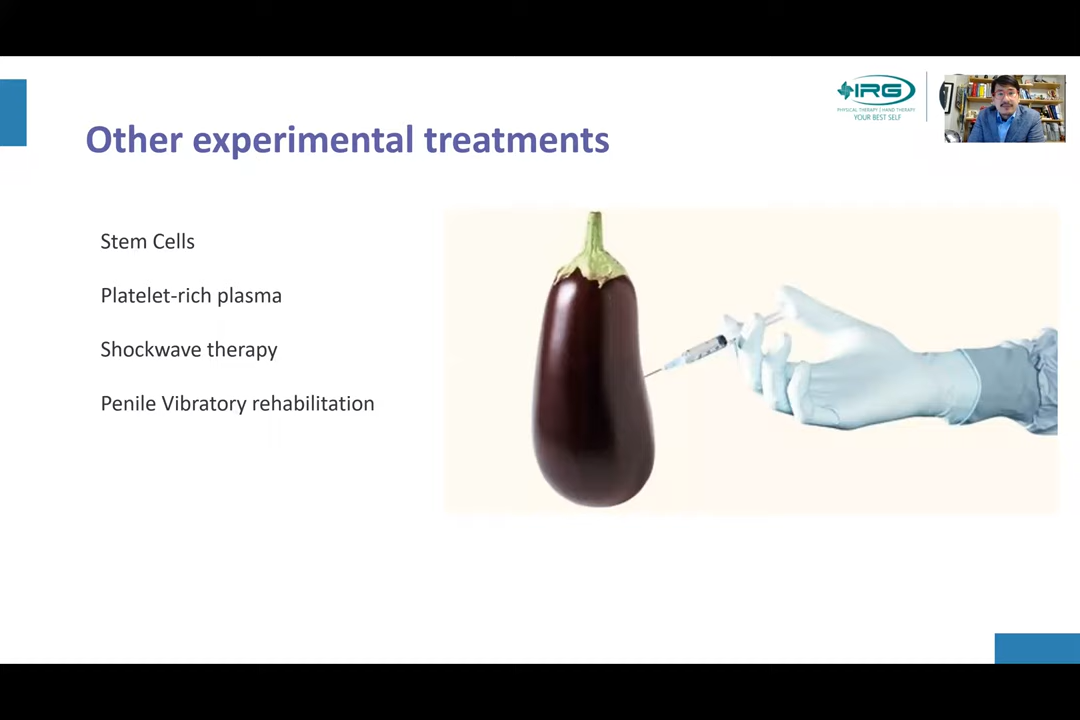 IRG
PHYSICAL THERAPY | HAND THERAPY
YOUR BEST SELF
Other experimental treatments
Stem Cells
Platelet-rich plasma
Shockwave therapy
Penile Vibratory rehabilitation